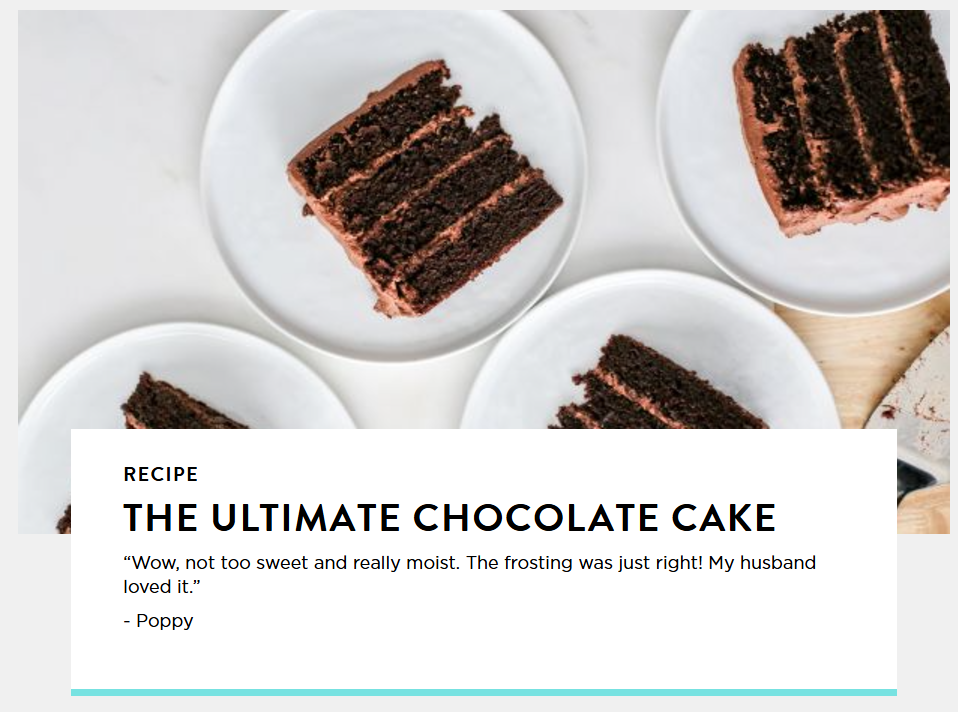 RECIPE
THE ULTIMATE CHOCOLATE CAKE
“Wow, not too sweet and really moist. The frosting was just right! My husband
loved it.”
- Poppy